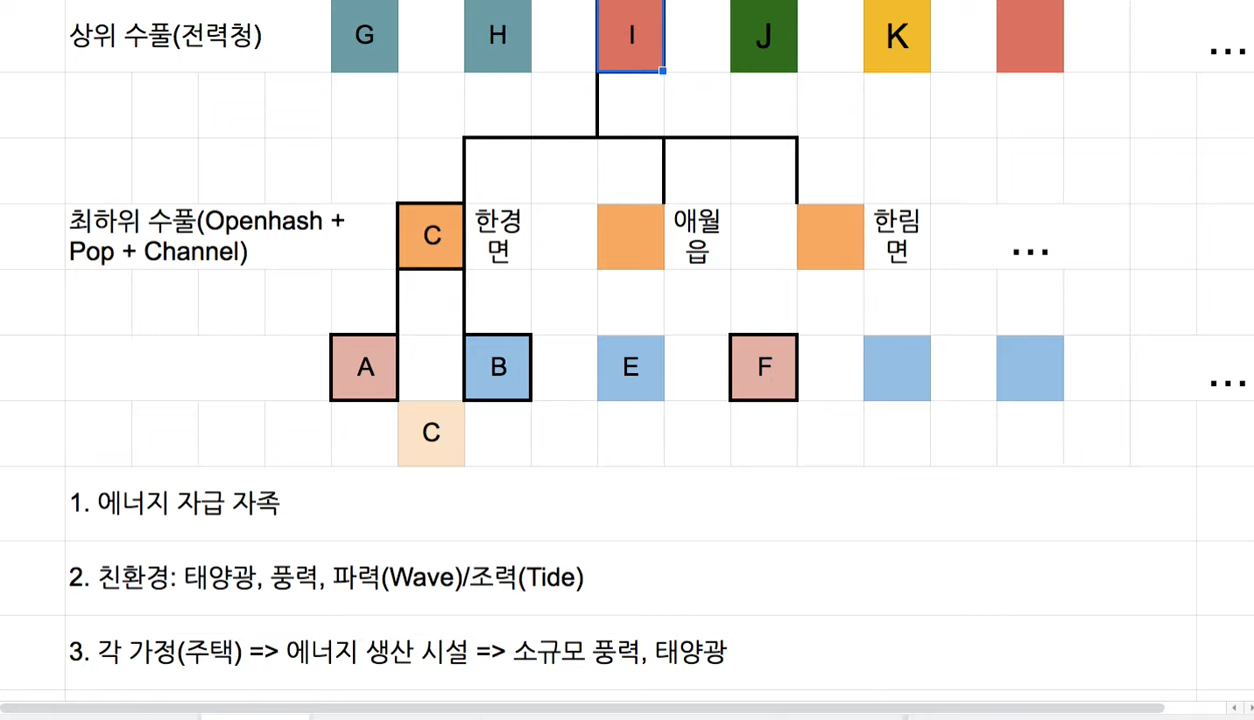 상위 수풀(전력청) G H I J K ...
최하위 수풀(Openhash +
Pop + Channel)
C 한경
면
애월
읍
한림
면
...
A B E F ...
C
1. 에너지 자급 자족
2. 친환경: 태양광, 풍력, 파력(Wave)/조력(Tide)
3. 각 가정(주택) => 에너지 생산 시설 => 소규모 풍력, 태양광